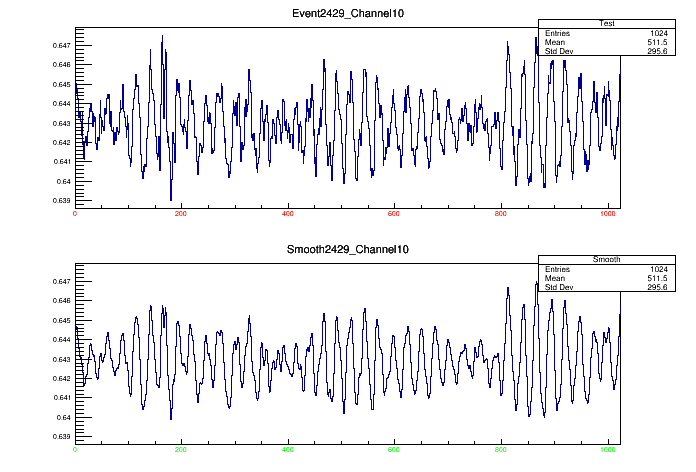 Event2429_Channel10
Test
Entries 1024
Mean 511.5
Std Dev 295.6
0.647
0.646
0.645
0.644
0.643
0.642
0.641
0.64
0.639
0 200 400 600 800 1000
Smooth2429_Channel10
Smooth
Entries 1024
Mean 511.5
Std Dev 295.6
0.647
0.646
0.645
0.644
0.643
0.642
0.641
0.64
0.639
0 200 400 600 800 1000